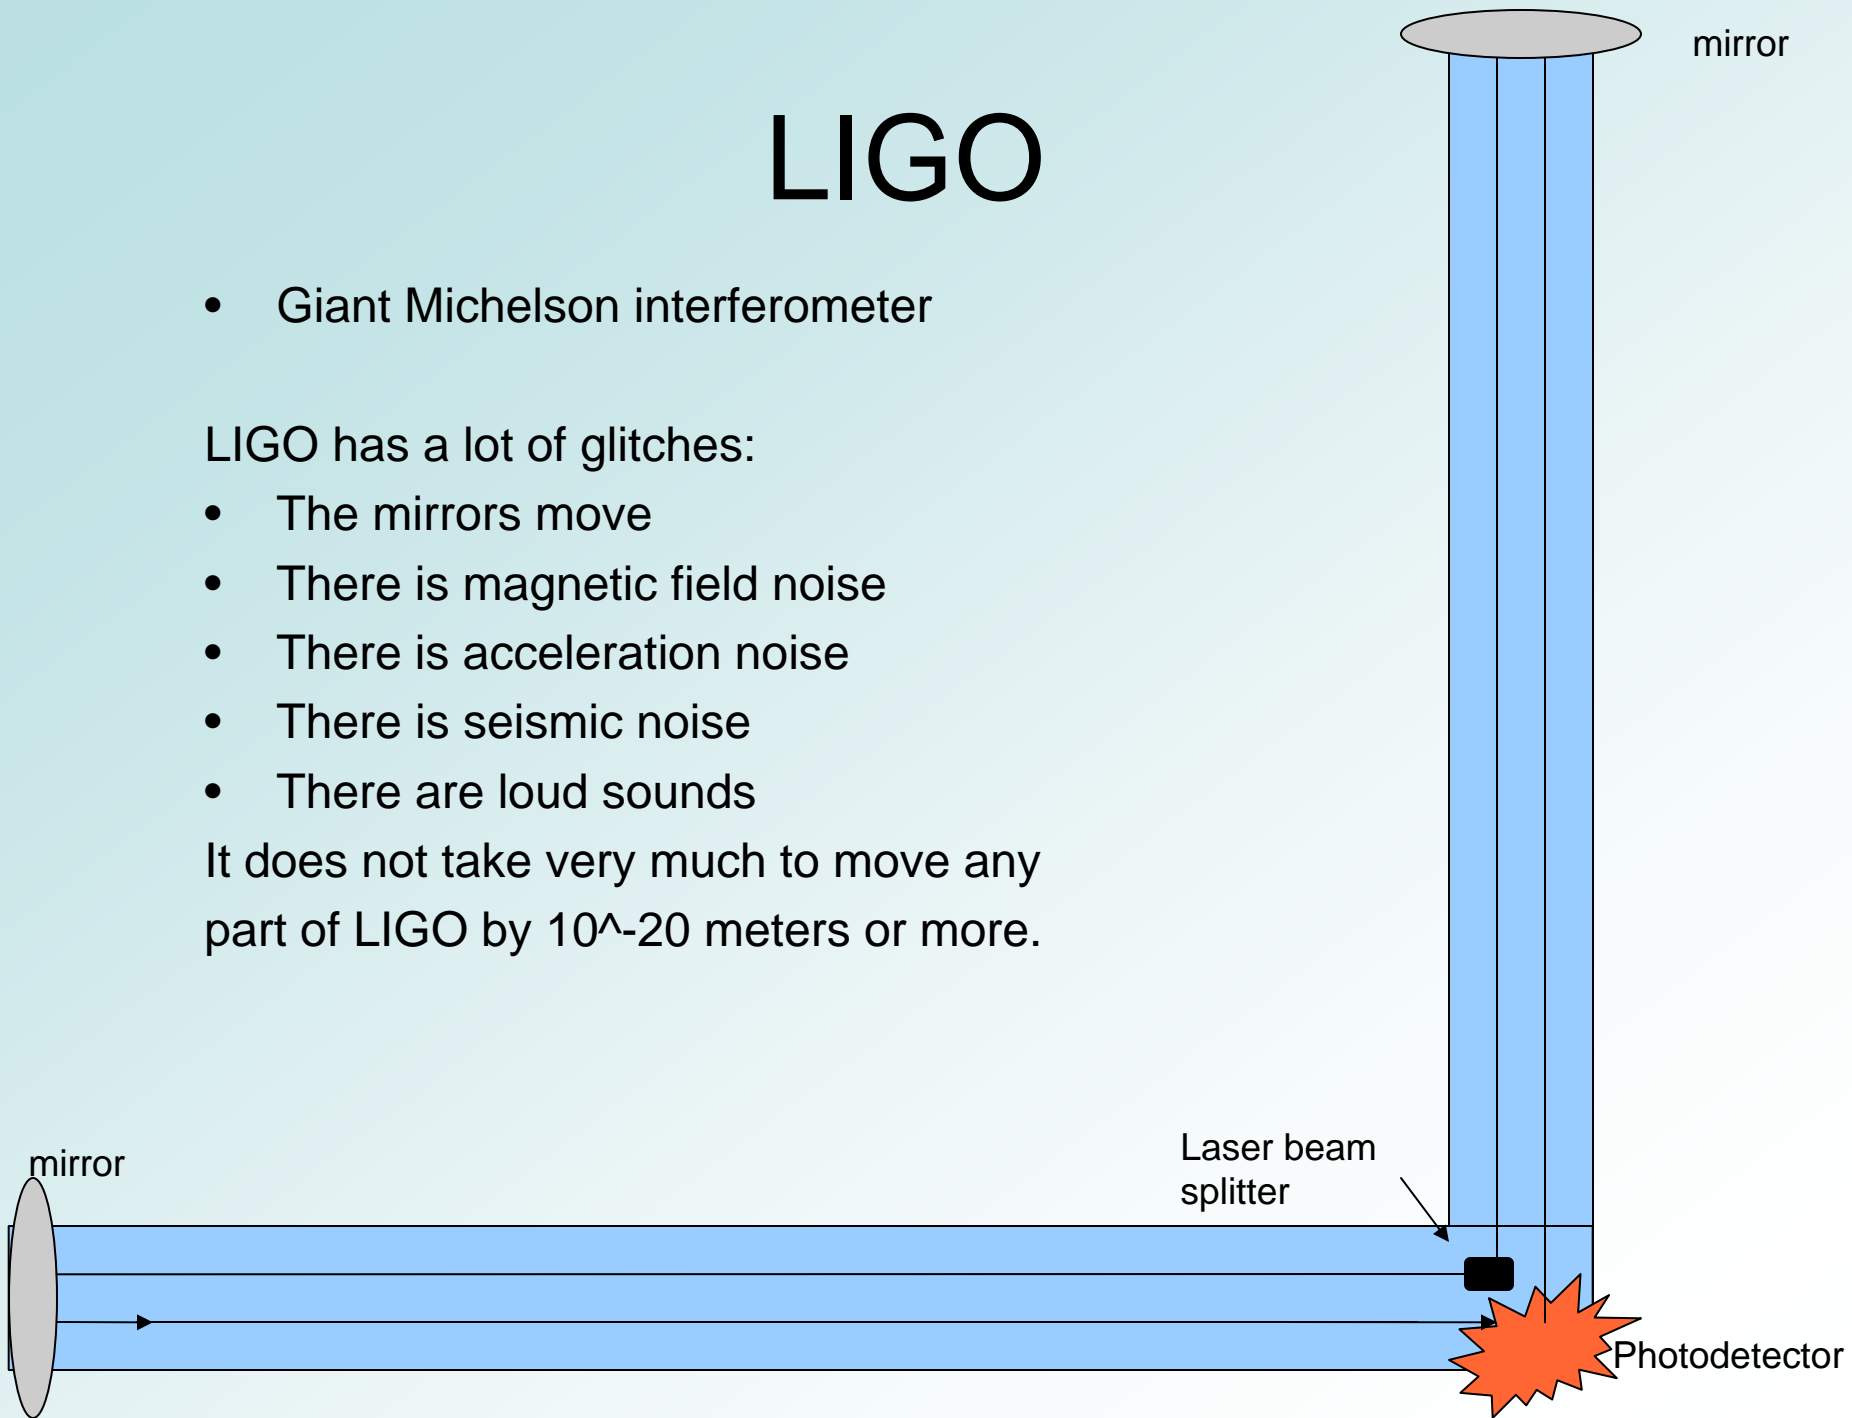 mirror
LIGO
• Giant Michelson interferometer
LIGO has a lot of glitches:
• The mirrors move
• There is magnetic field noise
• There is acceleration noise
• There is seismic noise
• There are loud sounds
It does not take very much to move any
part of LIGO by 10^-20 meters or more.
Laser beam
splitter
mirror
Photodetector